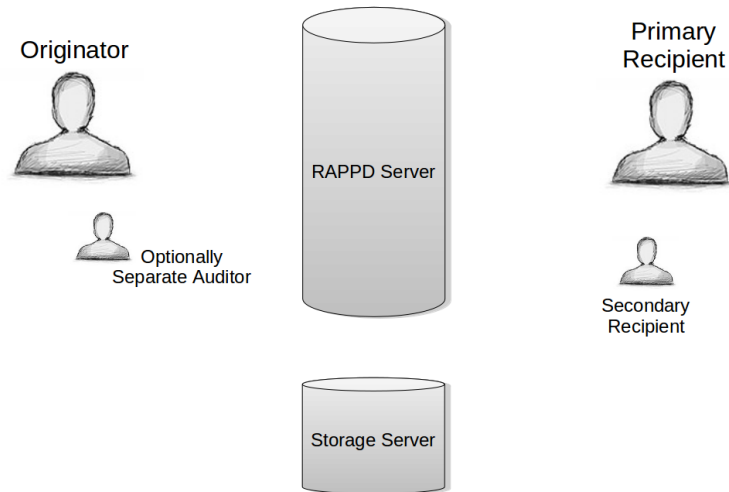 Originator
Optionally
Separate Auditor
RAPPD Server
Storage Server
Primary
Recipient
Secondary
Recipient